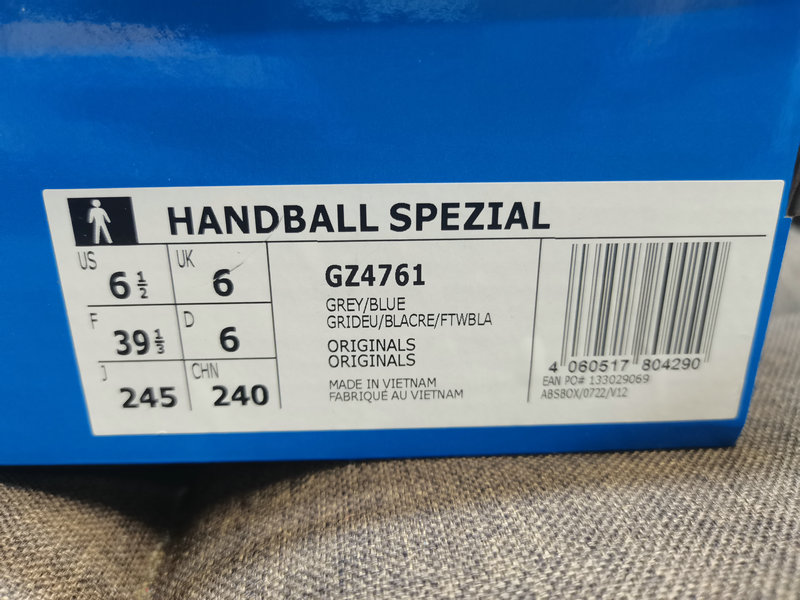 HANDBALL SPEZIAL
US
6 1/2
UK
6
F
39 1/3
D
6
J
245
CHN
240
GZ4761
GREY/BLUE
GRIDEU/BLACRE/FTWBLA
ORIGINALS
ORIGINALS
MADE IN VIETNAM
FABRIQUÉ AU VIETNAM
4 060517 804290
EAN PO# 133029069
ABSBOX/0722/V12